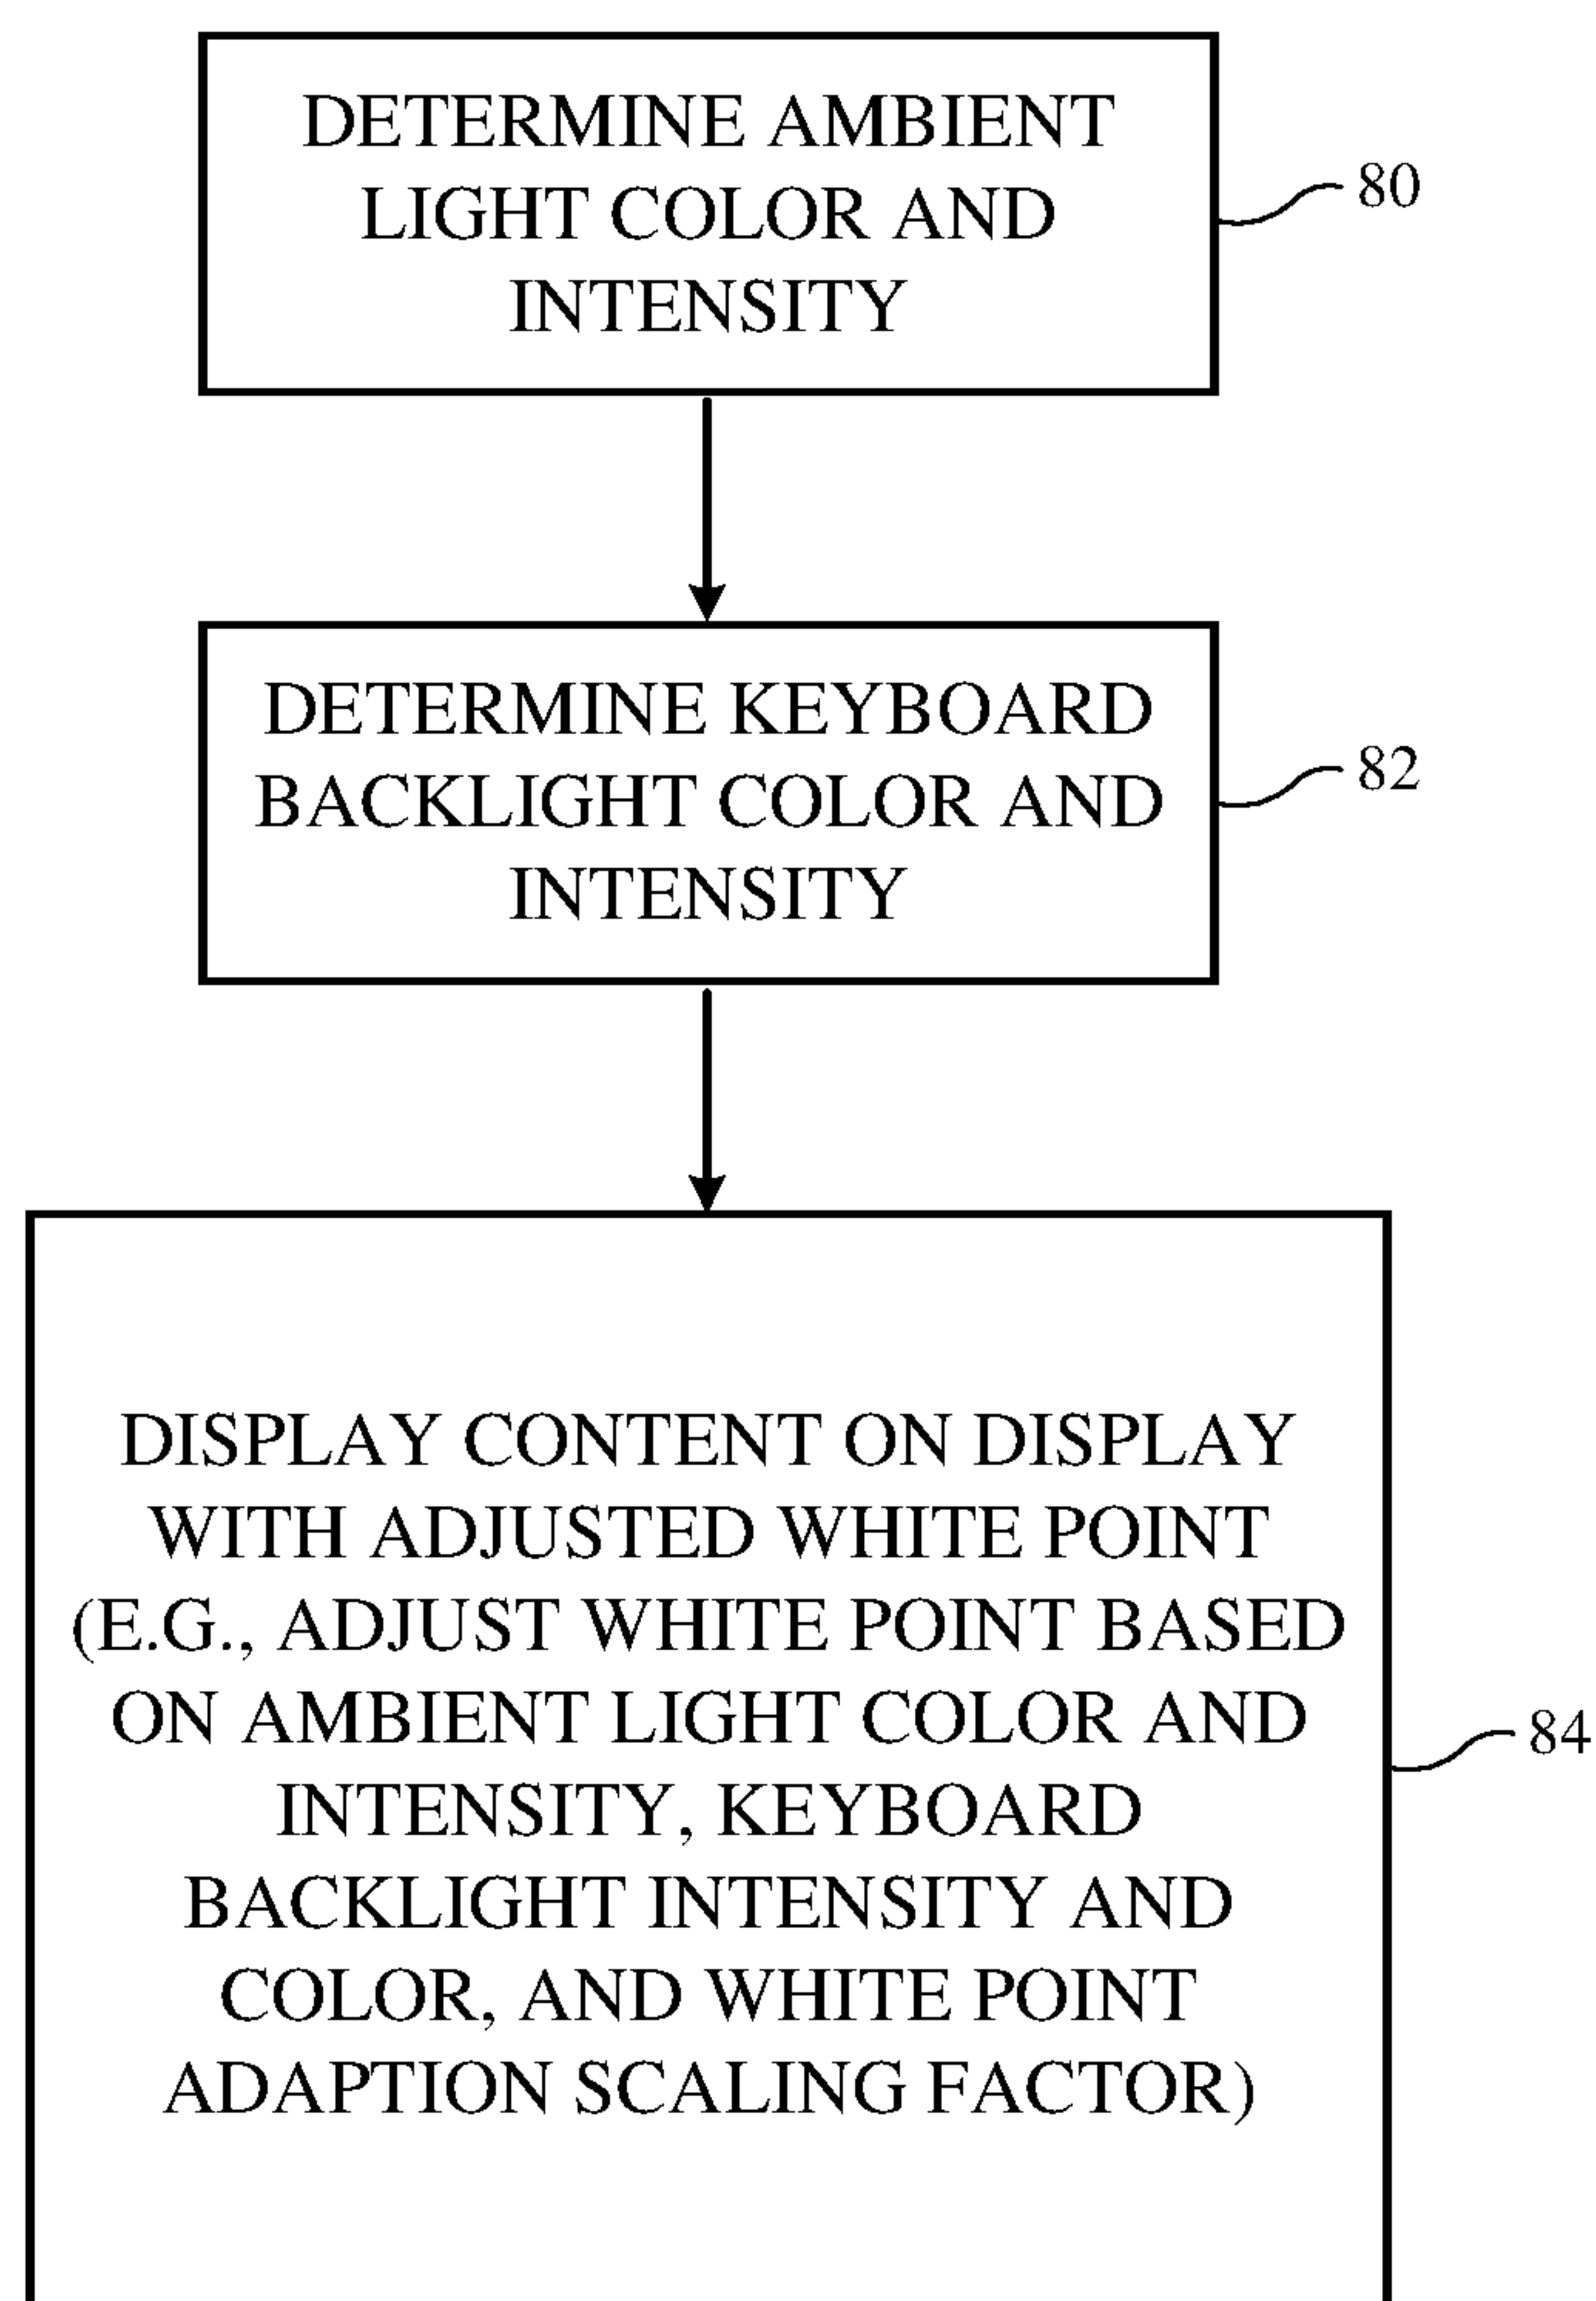 DETERMINE AMBIENT
LIGHT COLOR AND
INTENSITY
80
DETERMINE KEYBOARD
BACKLIGHT COLOR AND
INTENSITY
82
DISPLAY CONTENT ON DISPLAY
WITH ADJUSTED WHITE POINT
(E.G., ADJUST WHITE POINT BASED
ON AMBIENT LIGHT COLOR AND
INTENSITY, KEYBOARD
BACKLIGHT INTENSITY AND
COLOR, AND WHITE POINT
ADAPTION SCALING FACTOR)
84